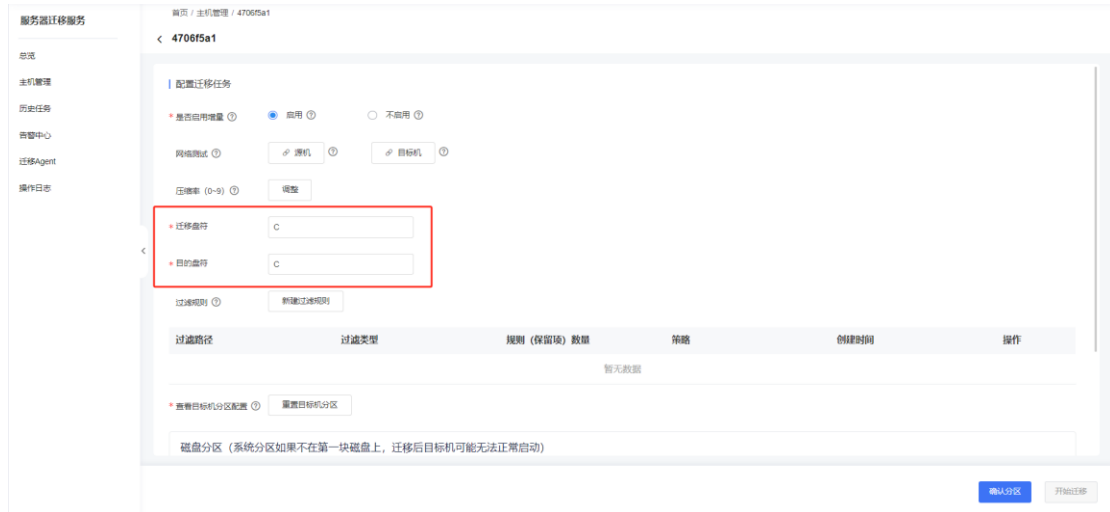 服务器迁移服务
总览
主机管理
历史任务
告警中心
迁移Agent
操作日志
首页 / 主机管理 / 4706f5a1
4706f5a1
配置迁移任务
* 是否启用增量 启用 不启用
网络测试 源机 目标机
压缩率 (0~9) 调整
* 迁移盘符 C
* 目的盘符 C
过滤规则 新建过滤规则
过滤路径 过滤类型 规则（保留项）数量 策略 创建时间 操作
暂无数据
* 查看目标机分区配置 重置目标机分区
磁盘分区（系统分区如果不在第一块磁盘上，迁移后目标机可能无法正常启动）
确认分区 开始迁移